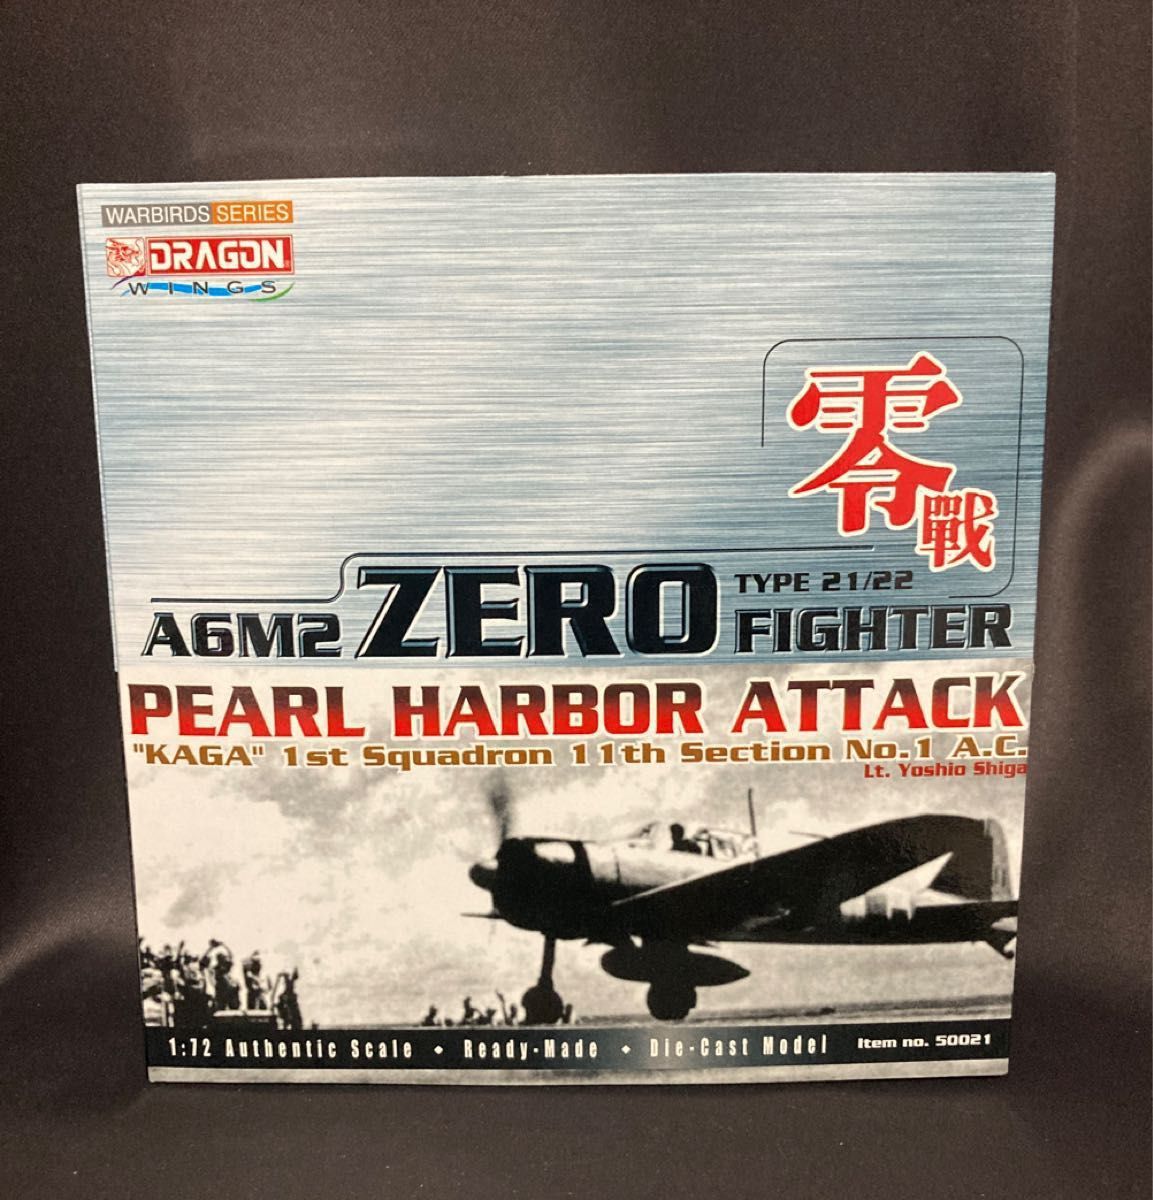 WARBIRDS SERIES
DRAGON
WINGS
零戰
TYPE 21/22
A6M2 ZERO FIGHTER
PEARL HARBOR ATTACK
"KAGA" 1st Squadron 11th Section No.1 A.C.
Lt. Yoshio Shiga
1:72 Authentic Scale • Ready-Made • Die-Cast Model Item no. 50021